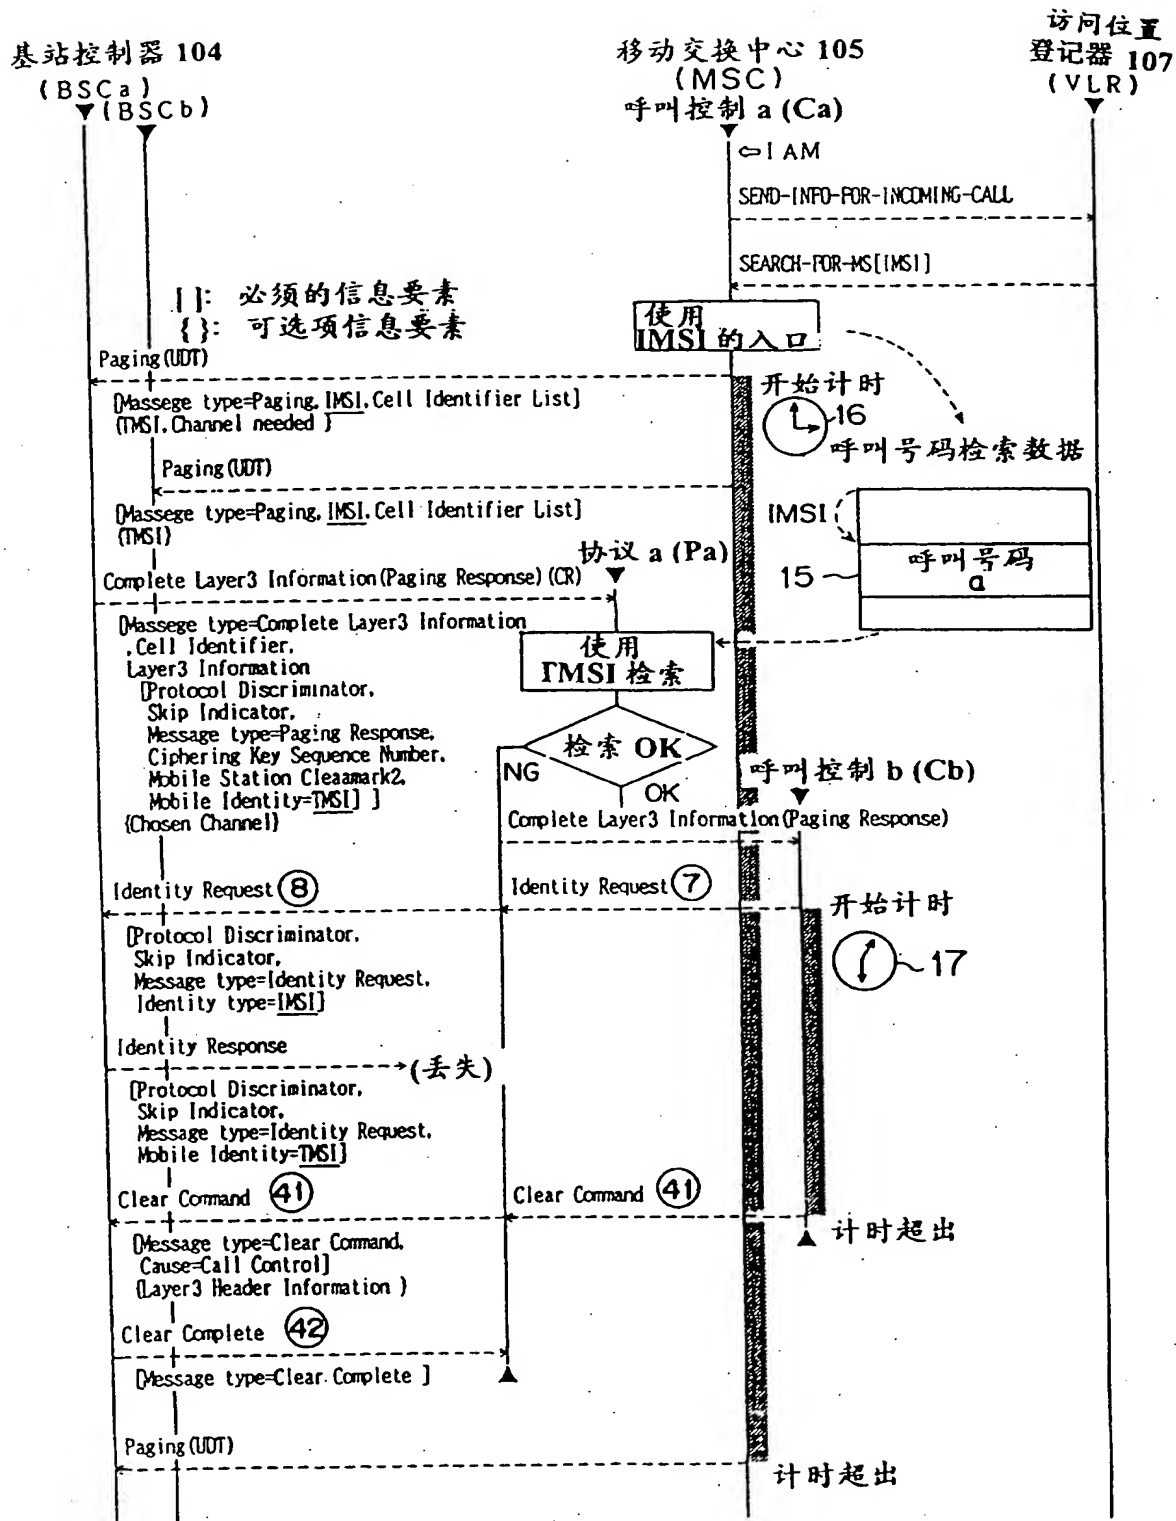 基站控制器 104
(BSCa)
(BSCb)
移动交换中心 105
(MSC)
呼叫控制 a (Ca)
访问位置
登记器 107
(VLR)
⇦I AM
SEND-INFO-FOR-INCOMING-CALL
SEARCH-FOR-MS[IMSI]
[ ]: 必须的信息要素
{ }: 可选项信息要素
使用
IMSI 的入口
Paging(UDT)
开始计时
16
[Massege type=Paging, IMSI, Cell Identifier List]
{TMSI, Channel needed }
呼叫号码检索数据
Paging(UDT)
[Massege type=Paging, IMSI, Cell Identifier List]
{TMSI}
IMSI
呼叫号码
a
15
协议 a (Pa)
Complete Layer3 Information(Paging Response)(CR)
[Massege type=Complete Layer3 Information
,Cell Identifier,
Layer3 Information
[Protocol Discriminator,
Skip Indicator,
Message type=Paging Response,
Ciphering Key Sequence Number,
Mobile Station Cleaamark2,
Mobile Identity=TMSI] ]
{Chosen Channel}
使用
TMSI 检索
检索 OK
NG
OK
呼叫控制 b (Cb)
Complete Layer3 Information(Paging Response)
Identity Request ⑧
Identity Request ⑦
开始计时
17
[Protocol Discriminator,
Skip Indicator,
Message type=Identity Request,
Identity type=IMSI]
Identity Response
(丢失)
[Protocol Discriminator,
Skip Indicator,
Message type=Identity Request,
Mobile Identity=TMSI]
Clear Command ㊶
Clear Command ㊶
计时超出
[Message type=Clear Command,
Cause=Call Control]
{Layer3 Header Information }
Clear Complete ㊷
[Message type=Clear Complete ]
Paging(UDT)
计时超出